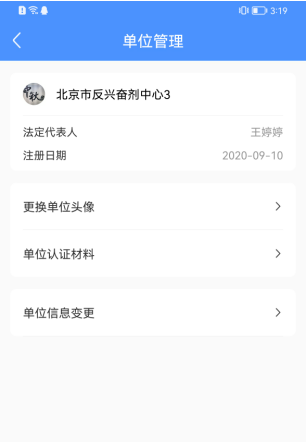 3:19
单位管理
北京市反兴奋剂中心3
法定代表人 王婷婷
注册日期 2020-09-10
更换单位头像
单位认证材料
单位信息变更